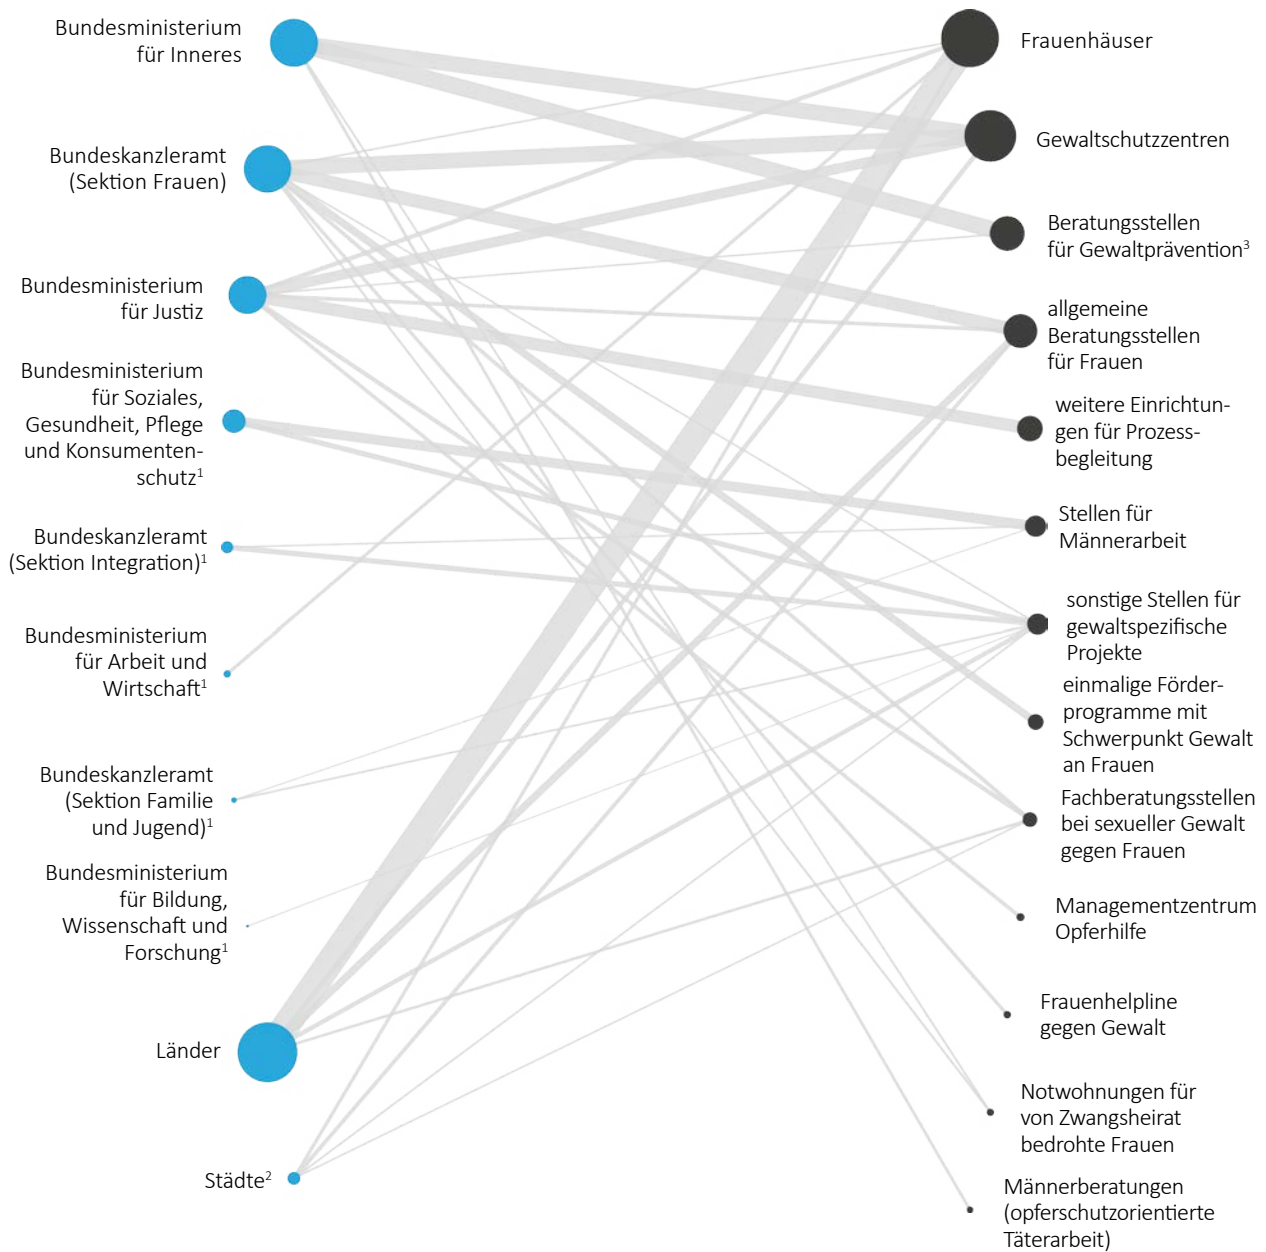 Bundesministerium
für Inneres
Bundeskanzleramt
(Sektion Frauen)
Bundesministerium
für Justiz
Bundesministerium
für Soziales,
Gesundheit, Pflege
und Konsumenten-
schutz¹
Bundeskanzleramt
(Sektion Integration)¹
Bundesministerium
für Arbeit und
Wirtschaft¹
Bundeskanzleramt
(Sektion Familie
und Jugend)¹
Bundesministerium
für Bildung,
Wissenschaft und
Forschung¹
Länder
Städte²
Frauenhäuser
Gewaltschutzzentren
Beratungsstellen
für Gewaltprävention³
allgemeine
Beratungsstellen
für Frauen
weitere Einrichtun-
gen für Prozess-
begleitung
Stellen für
Männerarbeit
sonstige Stellen für
gewaltspezifische
Projekte
einmalige Förder-
programme mit
Schwerpunkt Gewalt
an Frauen
Fachberatungsstellen
bei sexueller Gewalt
gegen Frauen
Managementzentrum
Opferhilfe
Frauenhelpline
gegen Gewalt
Notwohnungen für
von Zwangsheirat
bedrohte Frauen
Männerberatungen
(opferschutzorientierte
Täterarbeit)